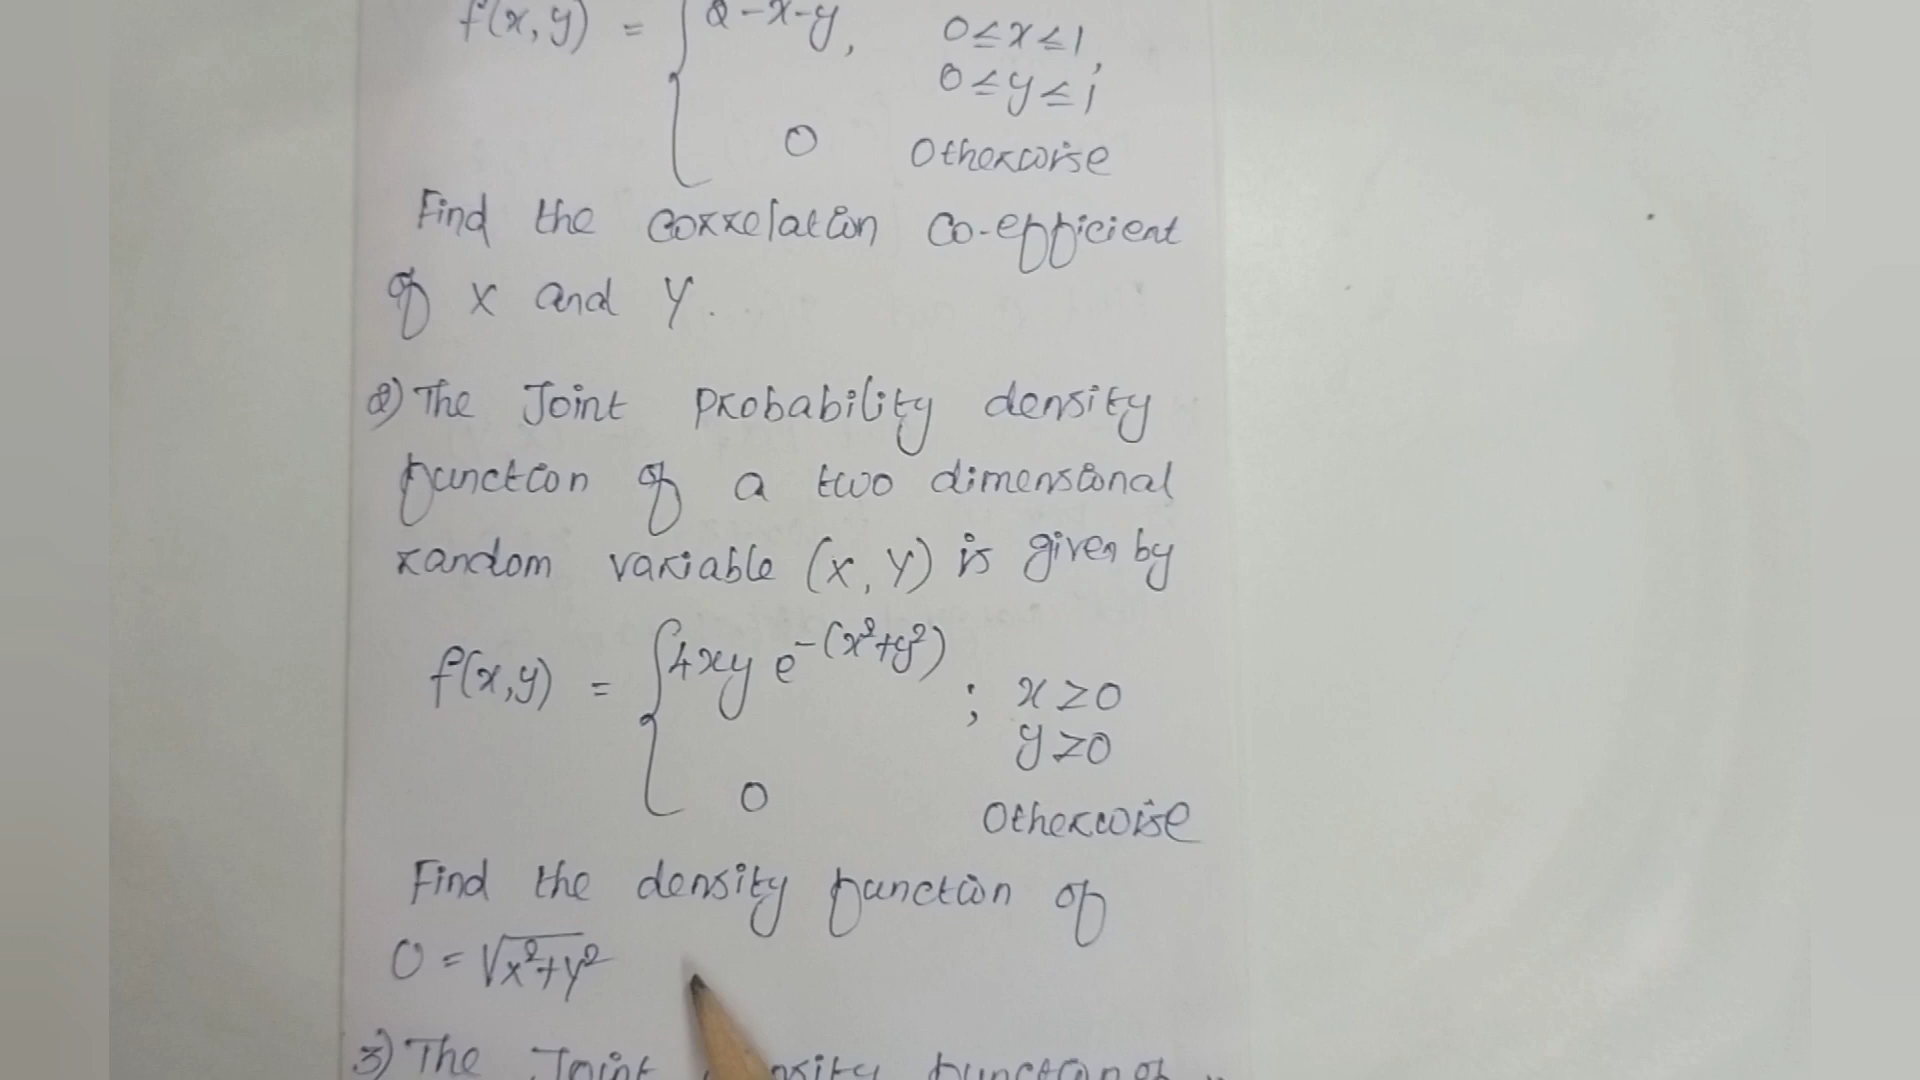 f(x,y) = { 2-x-y, 0≤x≤1,
0≤y≤1
0 Otherwise
Find the correlation co-efficient
of X and Y.
2) The Joint probability density
function of a two dimensional
random variable (X, Y) is given by
f(x,y) = { 4xy e^-(x²+y²) ; x≥0
y≥0
0 Otherwise
Find the density function of
U = √x²+y²
3) The Joint function of